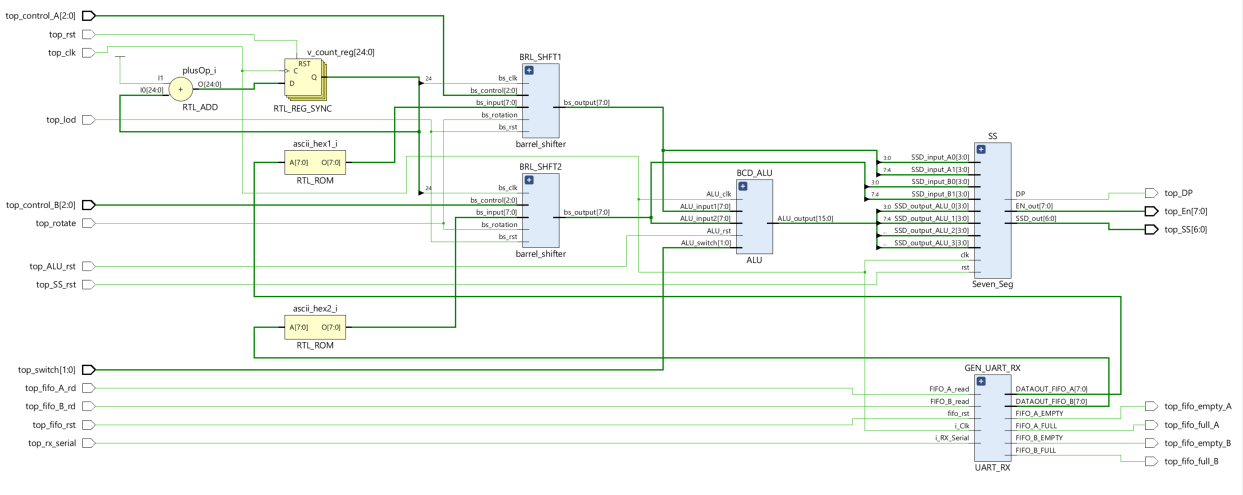 top_control_A[2:0]
top_rst
top_clk
v_count_reg[24:0]
RST
C
D
Q
RTL_REG_SYNC
plusOp_i
I1
I0[24:0]
O[24:0]
+
RTL_ADD
top_lod
24
BRL_SHFT1
bs_clk
bs_control[2:0]
bs_input[7:0]
bs_rotation
bs_rst
bs_output[7:0]
barrel_shifter
ascii_hex1_i
A[7:0] O[7:0]
RTL_ROM
24
BRL_SHFT2
bs_clk
bs_control[2:0]
bs_input[7:0]
bs_rotation
bs_rst
bs_output[7:0]
barrel_shifter
top_control_B[2:0]
top_rotate
top_ALU_rst
top_SS_rst
BCD_ALU
ALU_clk
ALU_input1[7:0]
ALU_input2[7:0]
ALU_rst
ALU_switch[1:0]
ALU_output[15:0]
ALU
SS
3:0 SSD_input_A0[3:0]
7:4 SSD_input_A1[3:0]
3:0 SSD_input_B0[3:0]
7:4 SSD_input_B1[3:0]
3:0 SSD_output_ALU_0[3:0]
7:4 SSD_output_ALU_1[3:0]
... SSD_output_ALU_2[3:0]
... SSD_output_ALU_3[3:0]
clk
rst
DP
EN_out[7:0]
SSD_out[6:0]
Seven_Seg
top_DP
top_En[7:0]
top_SS[6:0]
ascii_hex2_i
A[7:0] O[7:0]
RTL_ROM
top_switch[1:0]
top_fifo_A_rd
top_fifo_B_rd
top_fifo_rst
top_rx_serial
GEN_UART_RX
FIFO_A_read
FIFO_B_read
fifo_rst
i_Clk
i_RX_Serial
DATAOUT_FIFO_A[7:0]
DATAOUT_FIFO_B[7:0]
FIFO_A_EMPTY
FIFO_A_FULL
FIFO_B_EMPTY
FIFO_B_FULL
UART_RX
top_fifo_empty_A
top_fifo_full_A
top_fifo_empty_B
top_fifo_full_B